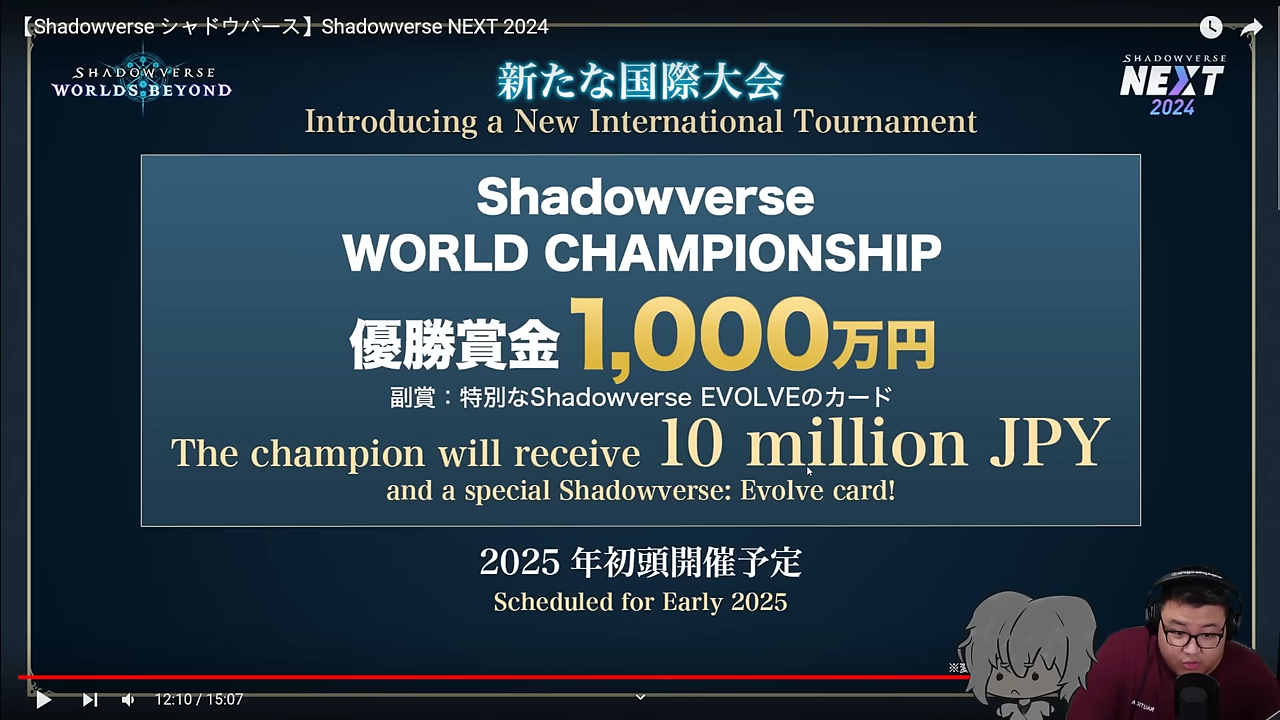 【Shadowverse シャドウバース】Shadowverse NEXT 2024
SHADOWVERSE
WORLDS BEYOND
新たな国際大会
Introducing a New International Tournament
SHADOWVERSE
NEXT
2024
Shadowverse
WORLD CHAMPIONSHIP
優勝賞金1,000万円
副賞：特別なShadowverse EVOLVEのカード
The champion will receive 10 million JPY
and a special Shadowverse: Evolve card!
2025 年初頭開催予定
Scheduled for Early 2025
12:10 / 15:07